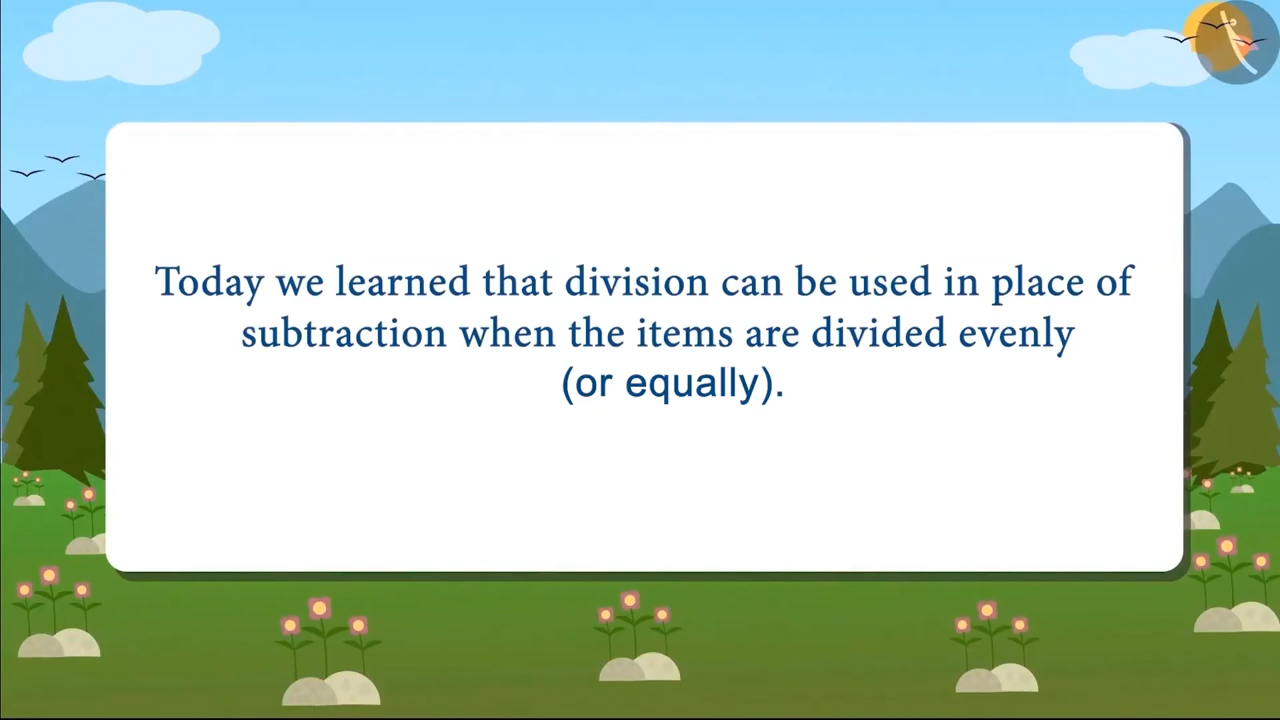 Today we learned that division can be used in place of
subtraction when the items are divided evenly
(or equally).